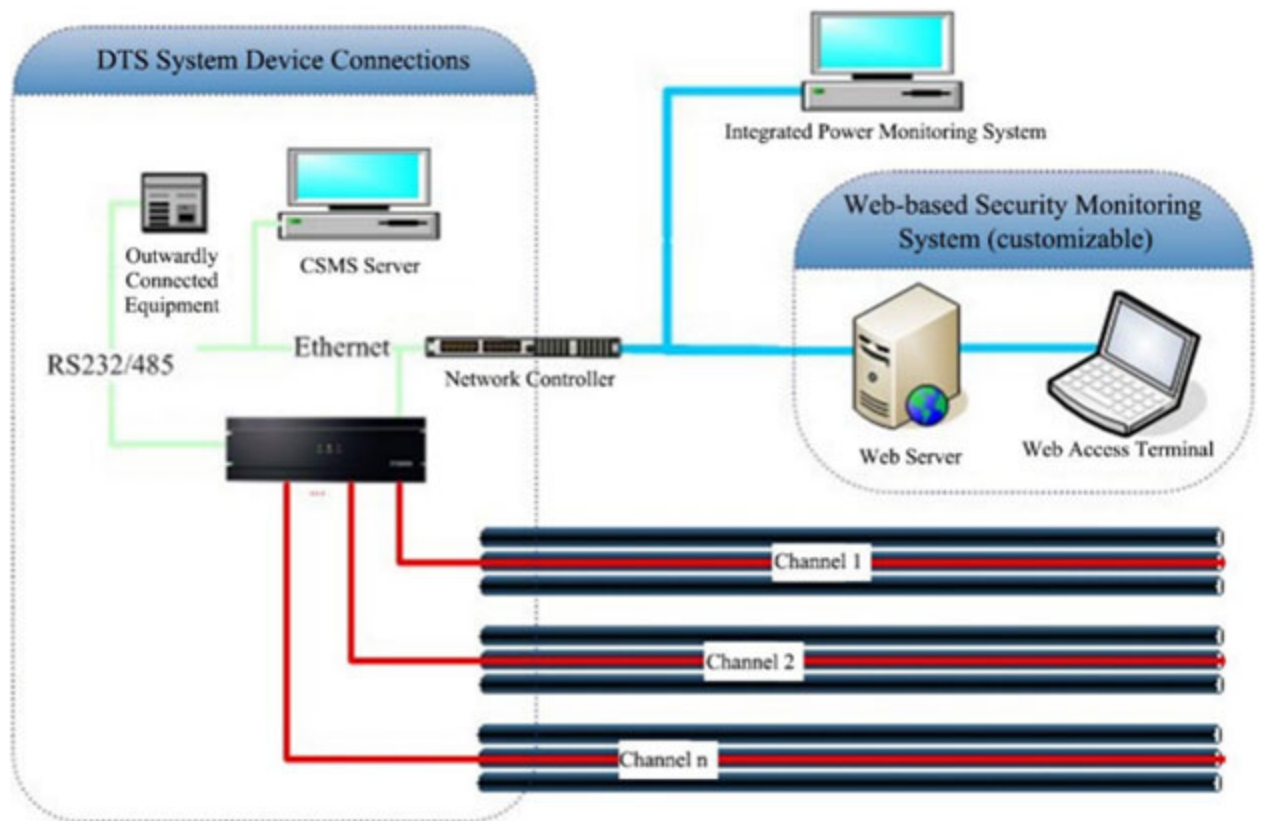 DTS System Device Connections
Integrated Power Monitoring System
Web-based Security Monitoring
System (customizable)
Outwardly
Connected
Equipment
CSMS Server
RS232/485
Ethernet
Network Controller
Web Server
Web Access Terminal
Channel 1
Channel 2
Channel n